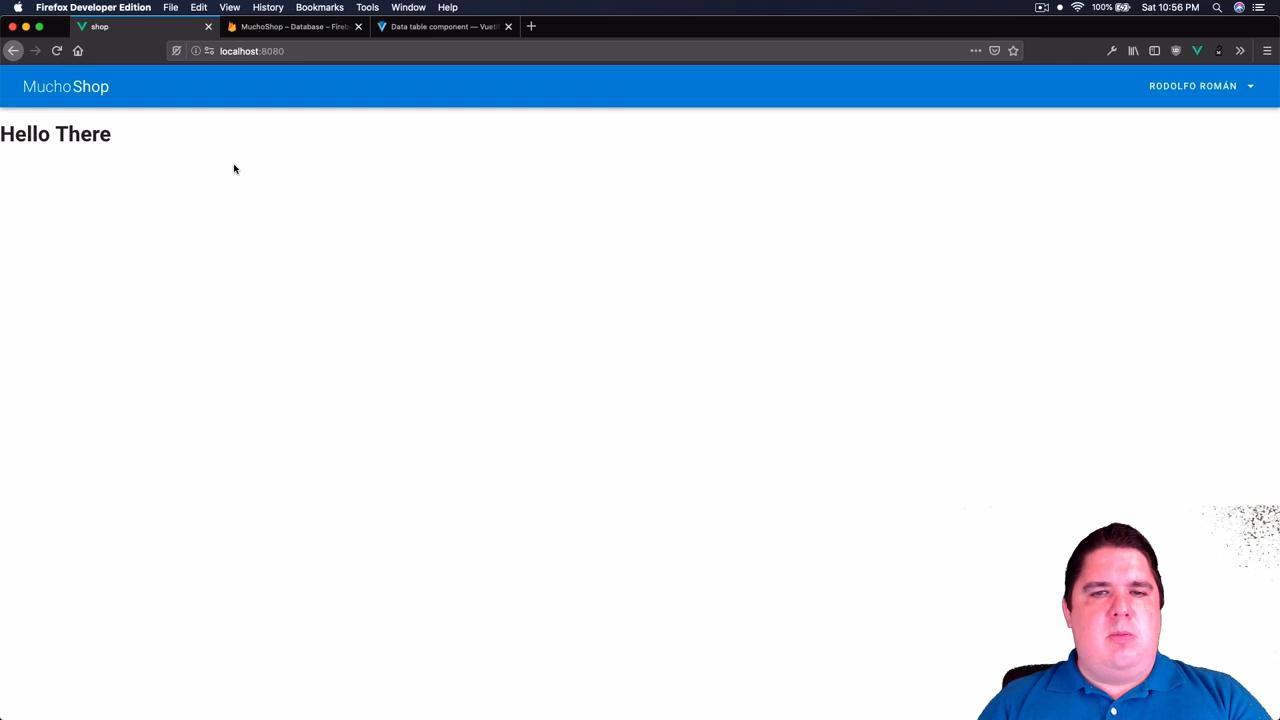 Firefox Developer Edition File Edit View History Bookmarks Tools Window Help 100% Sat 10:56 PM
shop MuchoShop – Database – Fireb Data table component — Vueti
localhost:8080
MuchoShop RODOLFO ROMÁN
Hello There